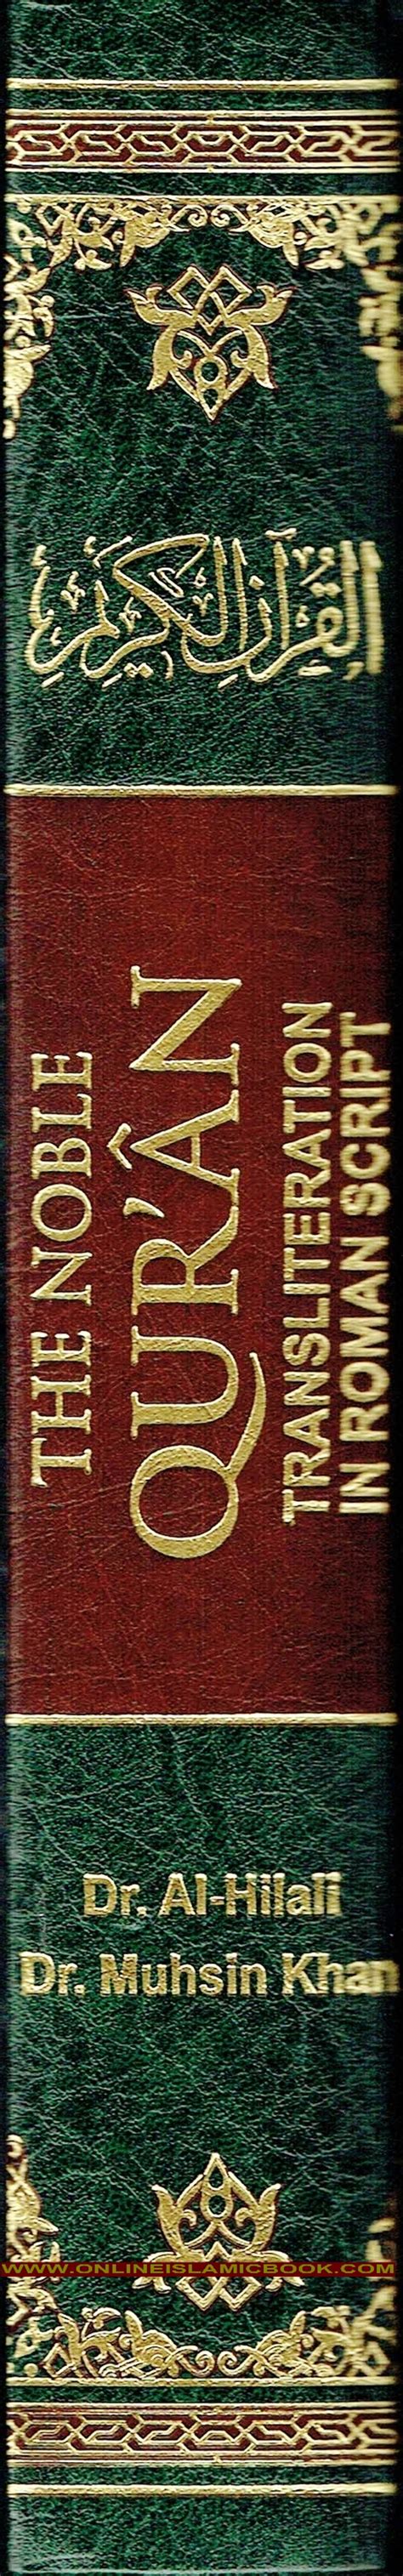 القرآن الكريم
THE NOBLE
QUR'ÂN
TRANSLITERATION
IN ROMAN SCRIPT
Dr. Al-Hilali
Dr. Muhsin Khan
WWW.ONLINEISLAMICBOOK.COM